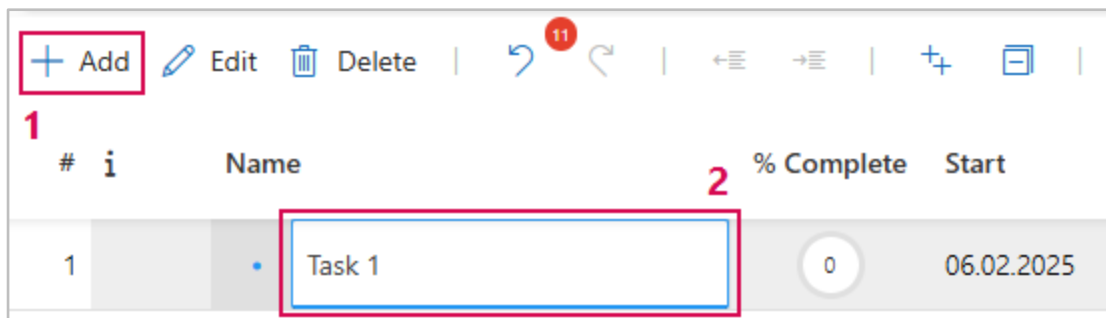 Add Edit Delete 11
1
# i Name 2 % Complete Start
1 Task 1 0 06.02.2025